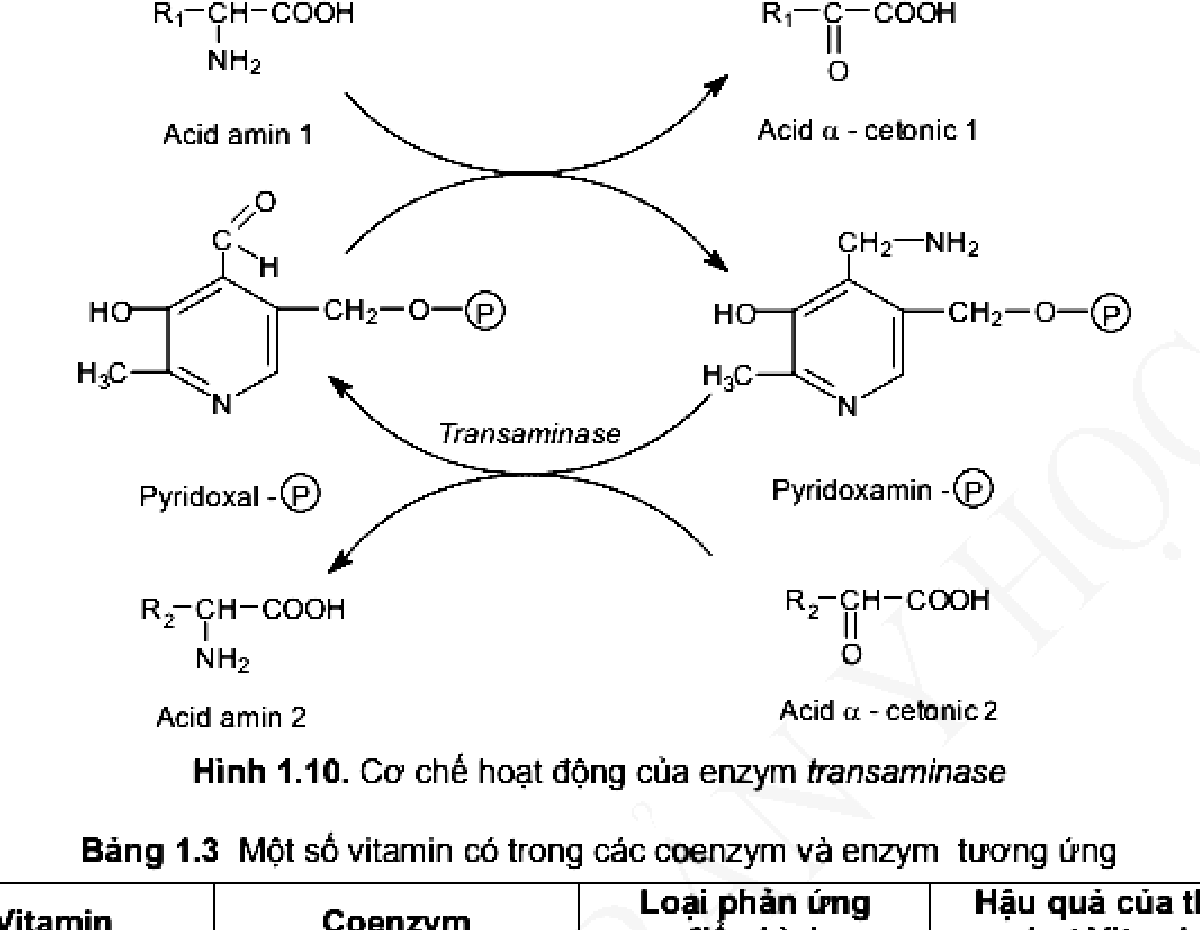 R₁–CH–COOH R₁–C–COOH
NH₂ O
Acid amin 1 Acid α - cetonic 1
O
C CH₂–NH₂
H
HO CH₂–O–P HO CH₂–O–P
H₃C H₃C
N N
Transaminase
Pyridoxal - P Pyridoxamin - P
R₂–CH–COOH R₂–CH–COOH
NH₂ O
Acid amin 2 Acid α - cetonic 2
Hình 1.10. Cơ chế hoạt động của enzym transaminase
Bảng 1.3 Một số vitamin có trong các coenzym và enzym tương ứng
Vitamin Coenzym Loại phản ứng Hậu quả của